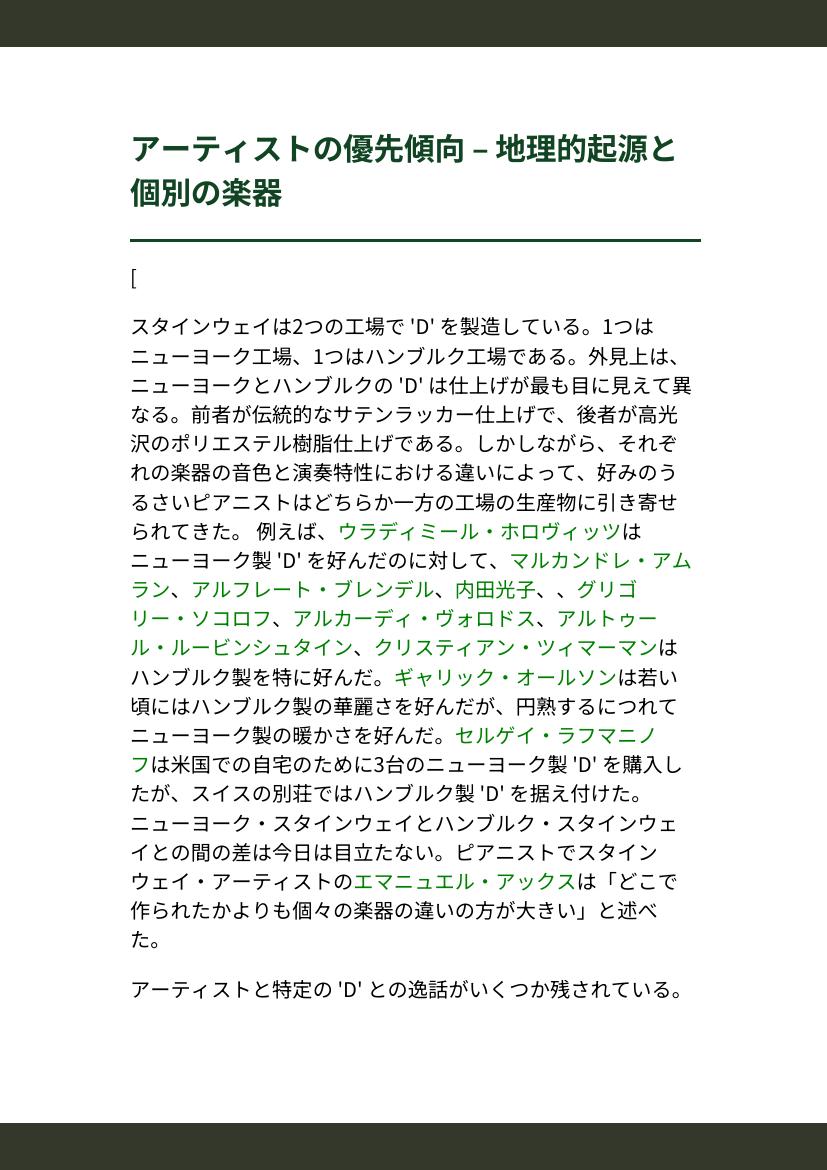 アーティストの優先傾向 – 地理的起源と
個別の楽器
[
スタインウェイは2つの工場で 'D' を製造している。1つは
ニューヨーク工場、1つはハンブルク工場である。外見上は、
ニューヨークとハンブルクの 'D' は仕上げが最も目に見えて異
なる。前者が伝統的なサテンラッカー仕上げで、後者が高光
沢のポリエステル樹脂仕上げである。しかしながら、それぞ
れの楽器の音色と演奏特性における違いによって、好みのう
るさいピアニストはどちらか一方の工場の生産物に引き寄せ
られてきた。 例えば、ウラディミール・ホロヴィッツは
ニューヨーク製 'D' を好んだのに対して、マルカンドレ・アム
ラン、アルフレート・ブレンデル、内田光子、、グリゴ
リー・ソコロフ、アルカーディ・ヴォロドス、アルトゥー
ル・ルービンシュタイン、クリスティアン・ツィマーマンは
ハンブルク製を特に好んだ。ギャリック・オールソンは若い
頃にはハンブルク製の華麗さを好んだが、円熟するにつれて
ニューヨーク製の暖かさを好んだ。セルゲイ・ラフマニノ
フは米国での自宅のために3台のニューヨーク製 'D' を購入し
たが、スイスの別荘ではハンブルク製 'D' を据え付けた。
ニューヨーク・スタインウェイとハンブルク・スタインウェ
イとの間の差は今日は目立たない。ピアニストでスタイン
ウェイ・アーティストのエマニュエル・アックスは「どこで
作られたかよりも個々の楽器の違いの方が大きい」と述べ
た。
アーティストと特定の 'D' との逸話がいくつか残されている。